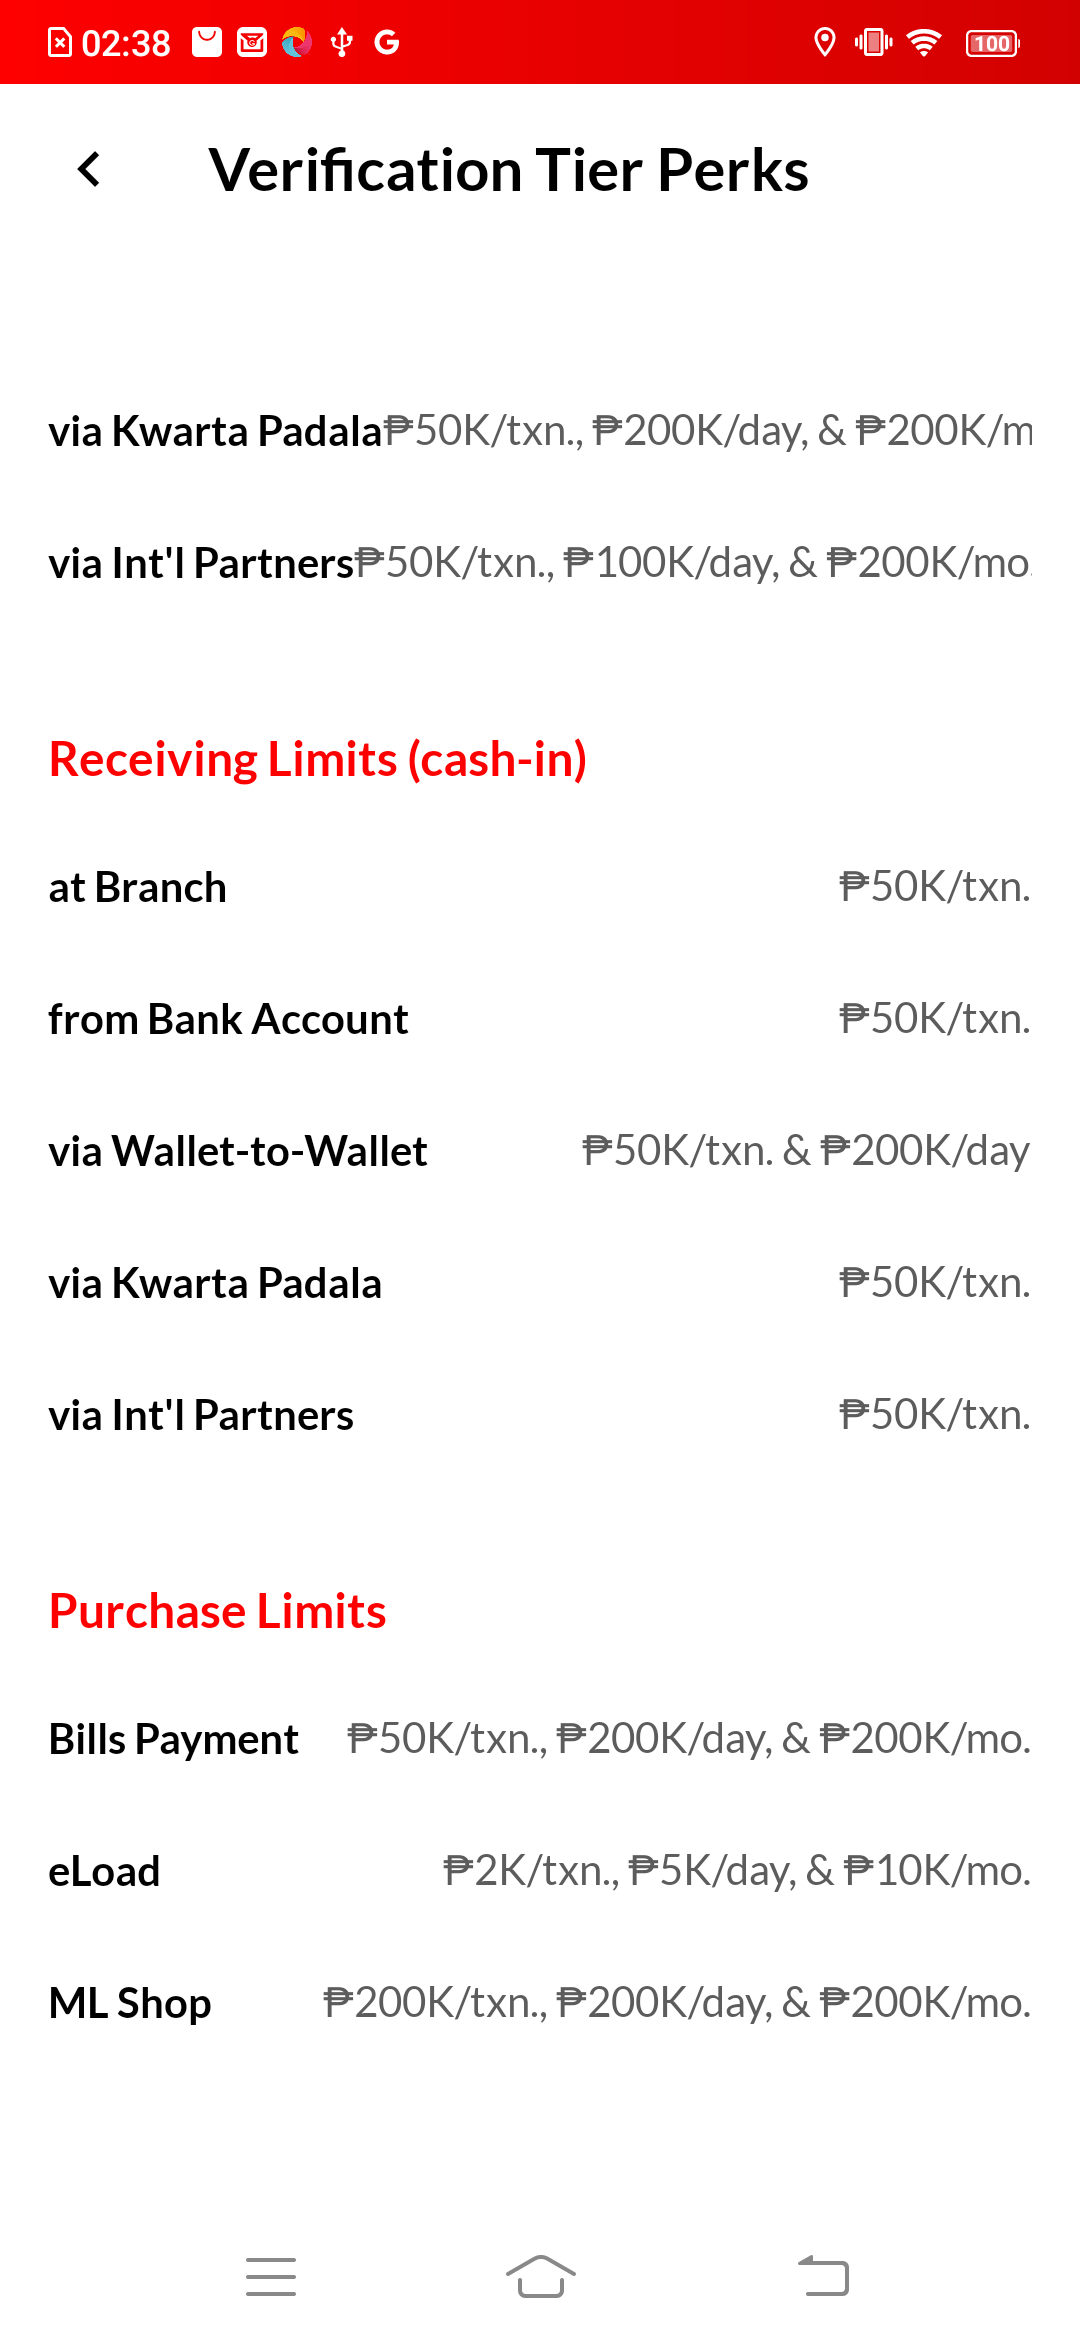 02:38
100
Verification Tier Perks
via Kwarta Padala₱50K/txn., ₱200K/day, & ₱200K/m
via Int'l Partners₱50K/txn., ₱100K/day, & ₱200K/mo.
Receiving Limits (cash-in)
at Branch ₱50K/txn.
from Bank Account ₱50K/txn.
via Wallet-to-Wallet ₱50K/txn. & ₱200K/day
via Kwarta Padala ₱50K/txn.
via Int'l Partners ₱50K/txn.
Purchase Limits
Bills Payment ₱50K/txn., ₱200K/day, & ₱200K/mo.
eLoad ₱2K/txn., ₱5K/day, & ₱10K/mo.
ML Shop ₱200K/txn., ₱200K/day, & ₱200K/mo.